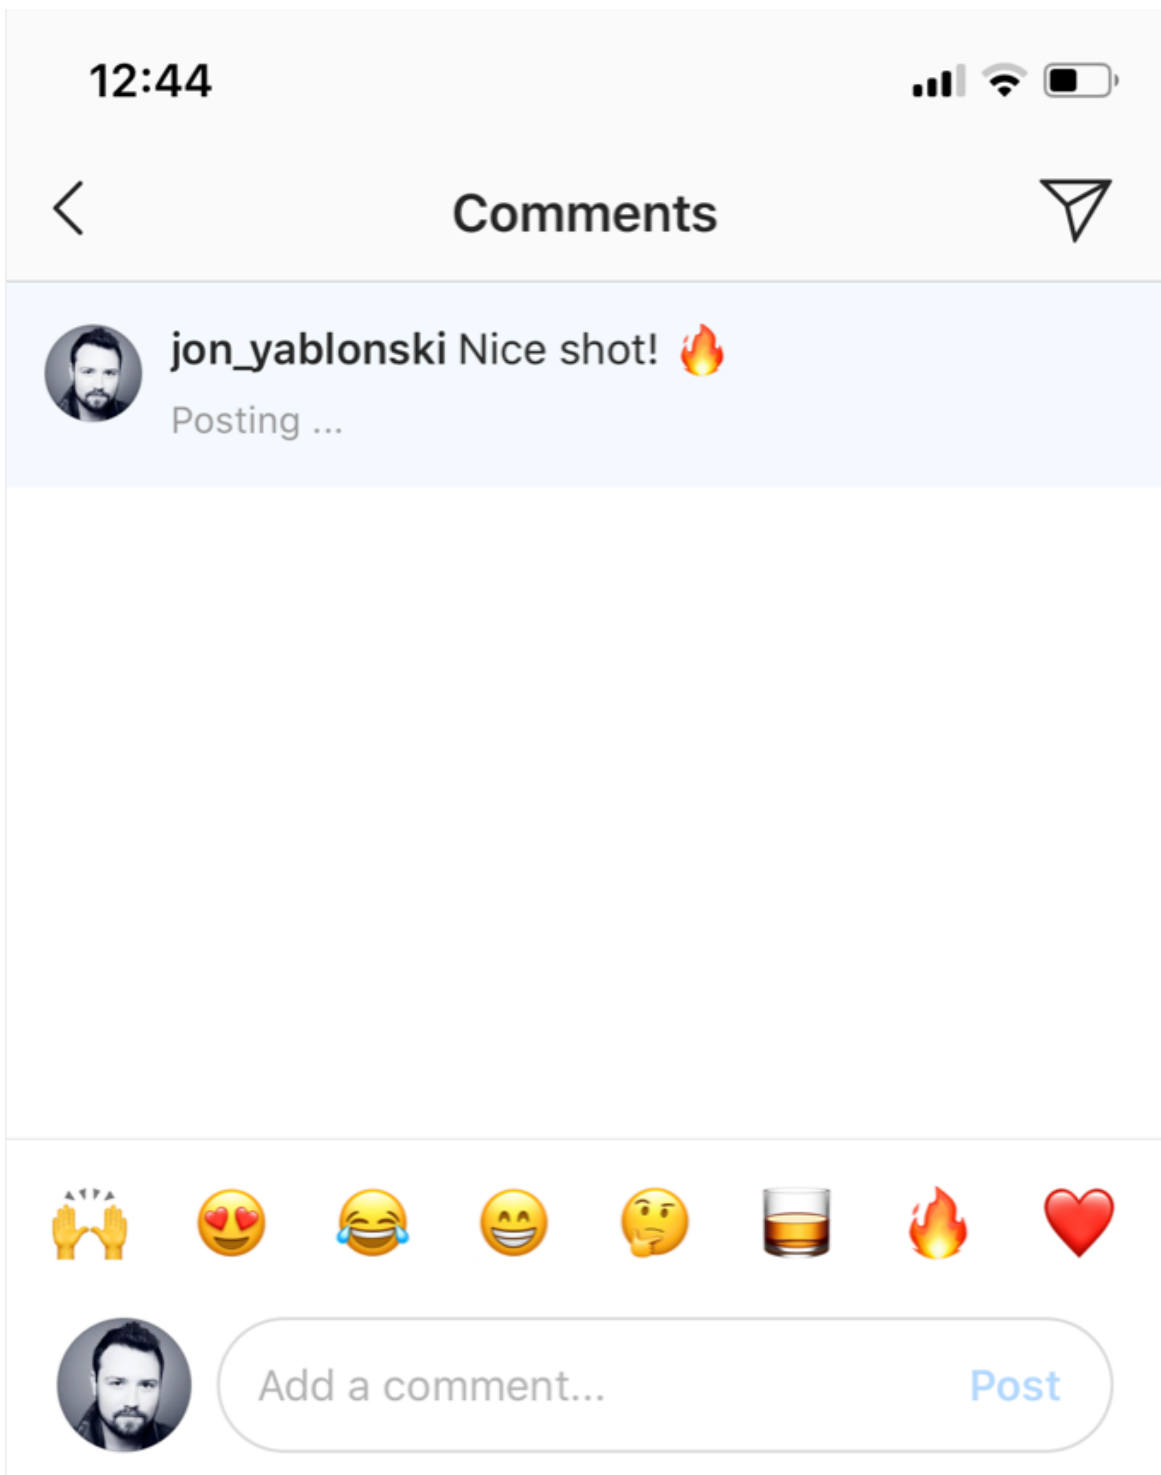 12:44
Comments
jon_yablonski Nice shot! 🔥
Posting ...
Add a comment...
Post